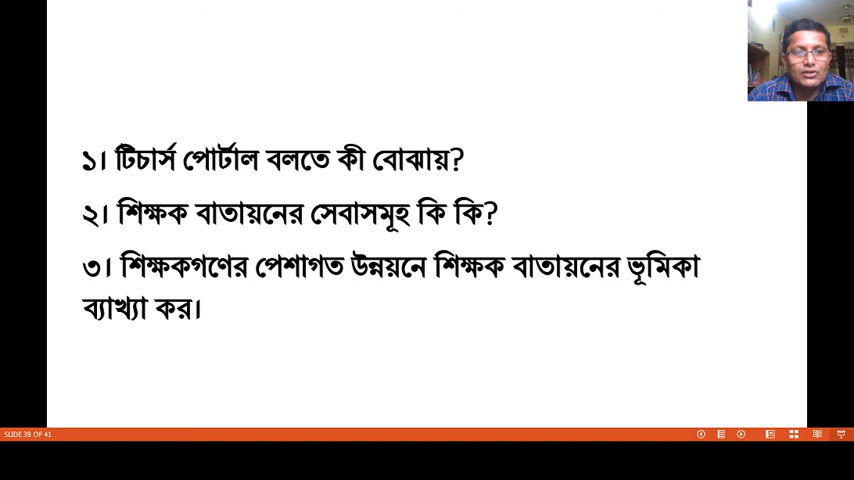 ১। টিচার্স পোর্টাল বলতে কী বোঝায়?
২। শিক্ষক বাতায়নের সেবাসমূহ কি কি?
৩। শিক্ষকগণের পেশাগত উন্নয়নে শিক্ষক বাতায়নের ভূমিকা
ব্যাখ্যা কর।
SLIDE 39 OF 41